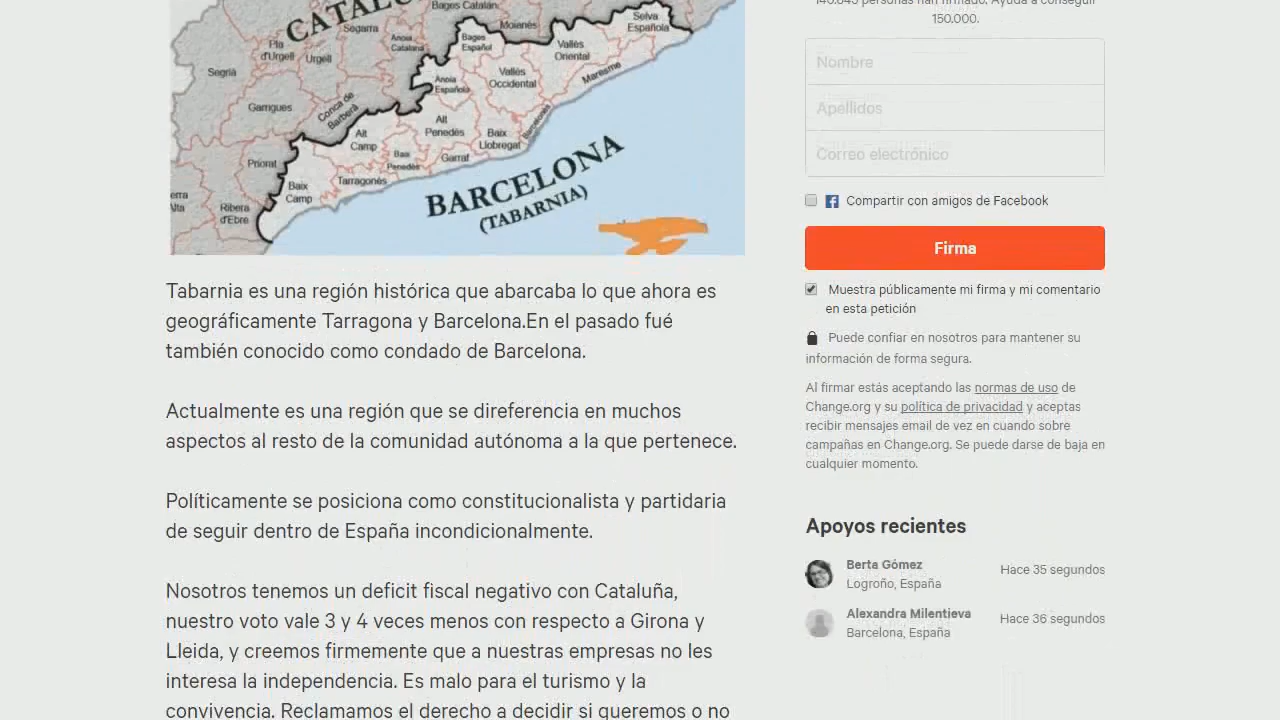 CATALU
Bages Catalán
Selva
Española
Segarra
Moianès
Anoia
Catalana
Bages
Español
Vallès
Oriental
Pla
d'Urgell
Urgell
Segrià
Anoia
Española
Vallès
Occidental
Maresme
Garrigues
Conca de
Barberà
Barcelonès
Alt
Camp
Alt
Penedès
Baix
Llobregat
Priorat
Baix
Penedès
Garraf
Baix
Camp
Tarragonès
erra
Alta
Ribera
d'Ebre
BARCELONA
(TABARNIA)
Tabarnia es una región histórica que abarcaba lo que ahora es
geográficamente Tarragona y Barcelona.En el pasado fué
también conocido como condado de Barcelona.
Actualmente es una región que se direferencia en muchos
aspectos al resto de la comunidad autónoma a la que pertenece.
Políticamente se posiciona como constitucionalista y partidaria
de seguir dentro de España incondicionalmente.
Nosotros tenemos un deficit fiscal negativo con Cataluña,
nuestro voto vale 3 y 4 veces menos con respecto a Girona y
Lleida, y creemos firmemente que a nuestras empresas no les
interesa la independencia. Es malo para el turismo y la
convivencia. Reclamamos el derecho a decidir si queremos o no
personas han firmado. Ayuda a conseguir
150.000.
Nombre
Apellidos
Correo electrónico
Compartir con amigos de Facebook
Firma
Muestra públicamente mi firma y mi comentario
en esta petición
Puede confiar en nosotros para mantener su
información de forma segura.
Al firmar estás aceptando las normas de uso de
Change.org y su política de privacidad y aceptas
recibir mensajes email de vez en cuando sobre
campañas en Change.org. Se puede darse de baja en
cualquier momento.
Apoyos recientes
Berta Gómez
Hace 35 segundos
Logroño, España
Alexandra Milentieva
Hace 36 segundos
Barcelona, España